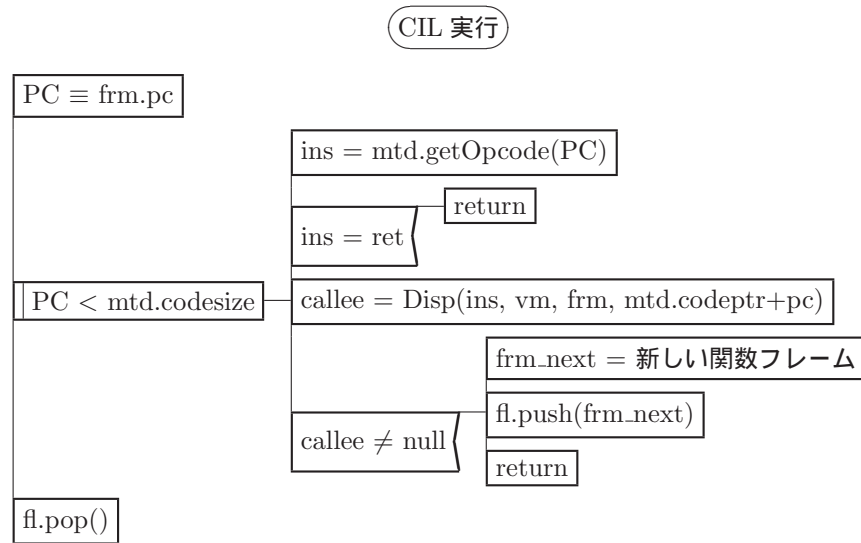 CIL 実行
PC ≡ frm.pc
ins = mtd.getOpcode(PC)
return
ins = ret
PC < mtd.codesize
callee = Disp(ins, vm, frm, mtd.codeptr+pc)
frm_next = 新しい関数フレーム
callee ≠ null
fl.push(frm_next)
return
fl.pop()